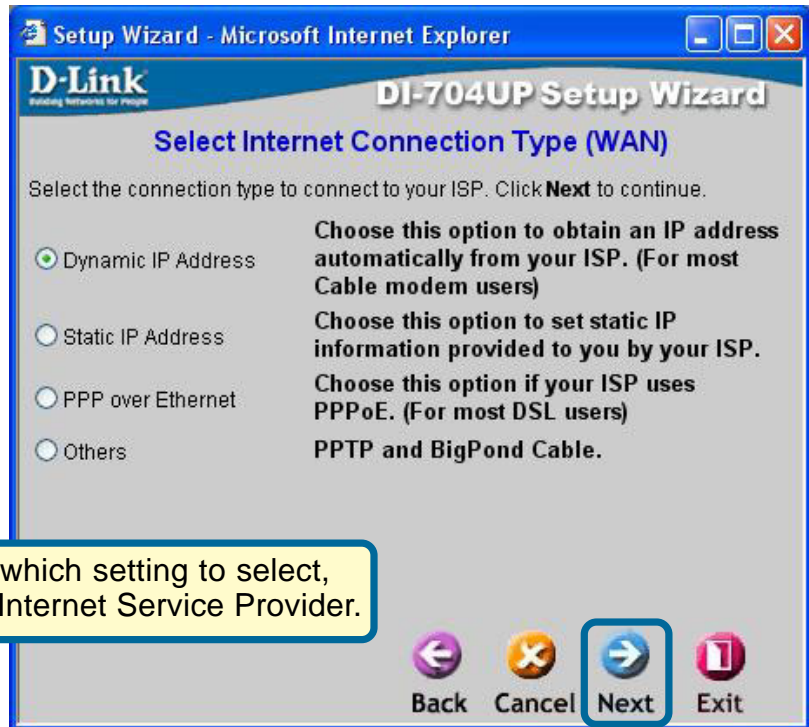 Setup Wizard - Microsoft Internet Explorer
D-Link
Building Networks for People
DI-704UP Setup Wizard
Select Internet Connection Type (WAN)
Select the connection type to connect to your ISP. Click Next to continue.
Dynamic IP Address
Choose this option to obtain an IP address
automatically from your ISP. (For most
Cable modem users)
Static IP Address
Choose this option to set static IP
information provided to you by your ISP.
PPP over Ethernet
Choose this option if your ISP uses
PPPoE. (For most DSL users)
Others
PPTP and BigPond Cable.
which setting to select,
Internet Service Provider.
Back
Cancel
Next
Exit